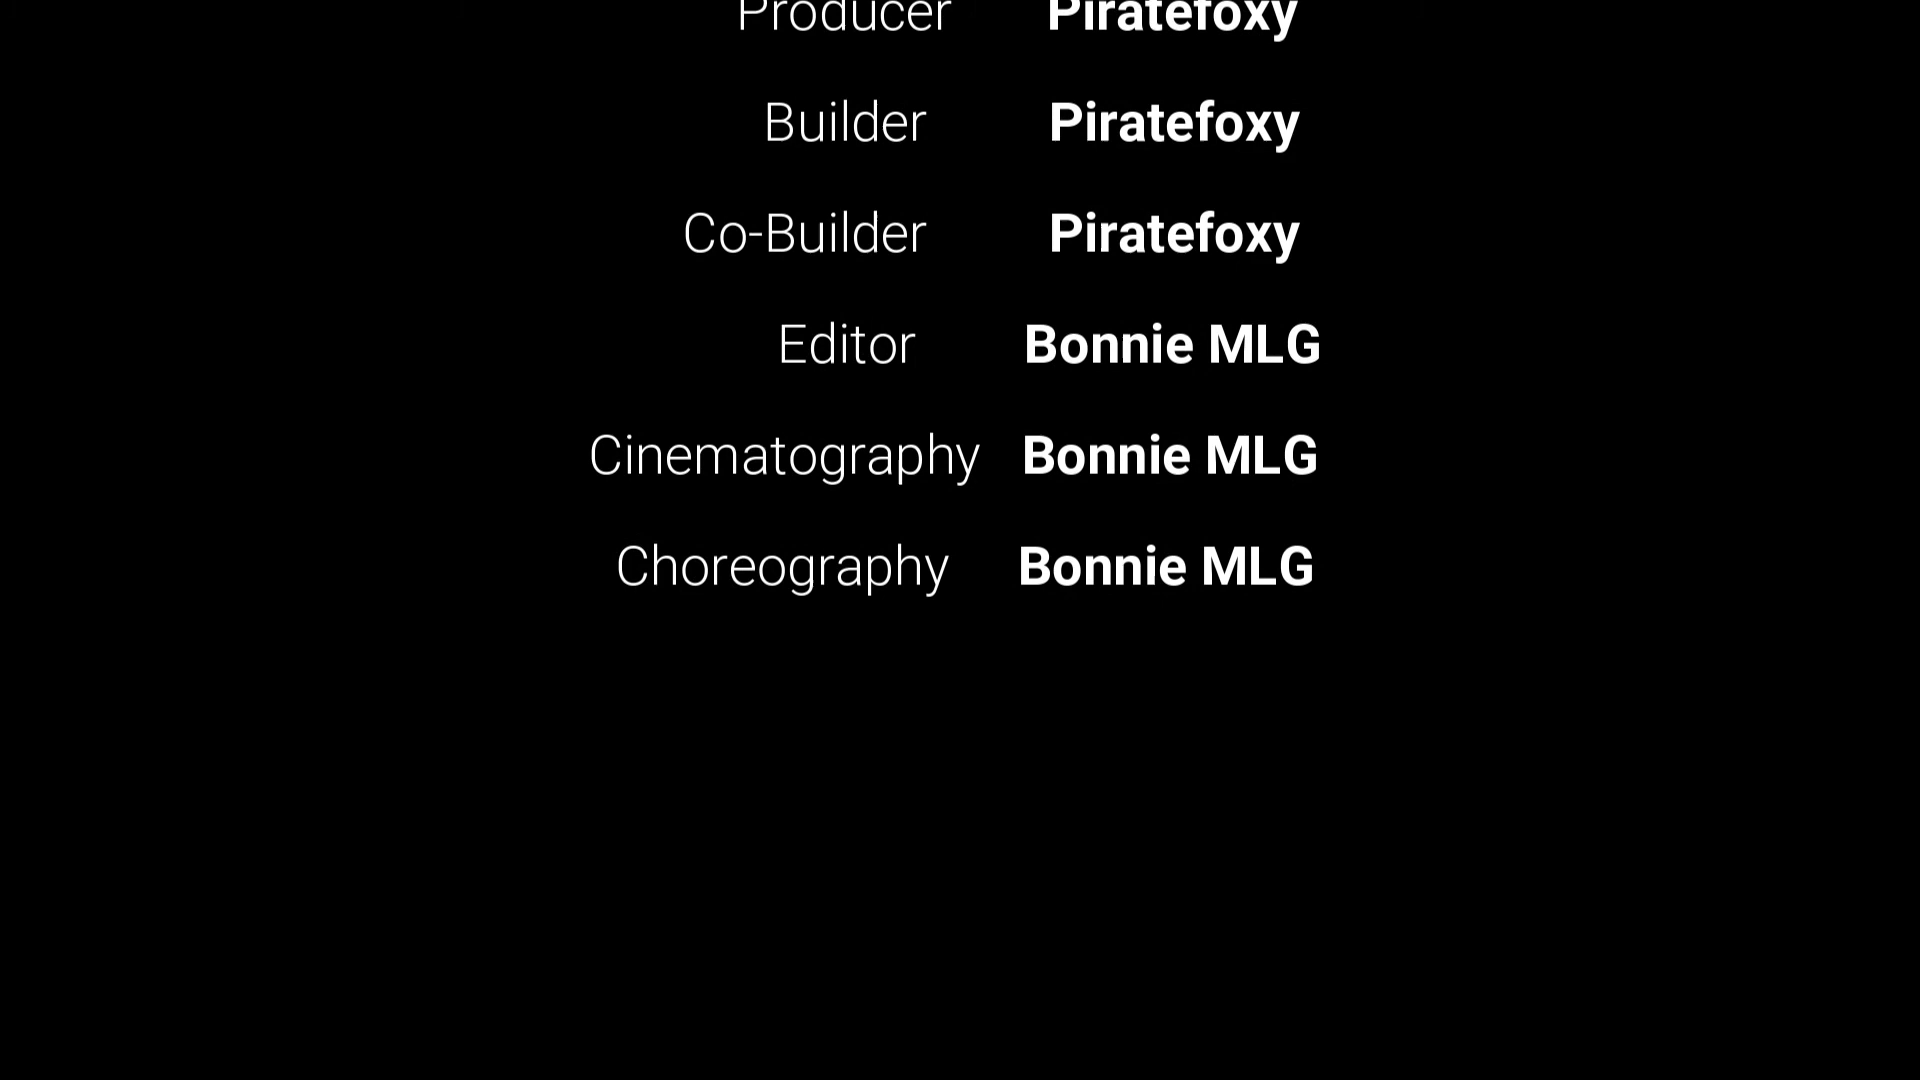 Producer Piratefoxy
Builder Piratefoxy
Co-Builder Piratefoxy
Editor Bonnie MLG
Cinematography Bonnie MLG
Choreography Bonnie MLG